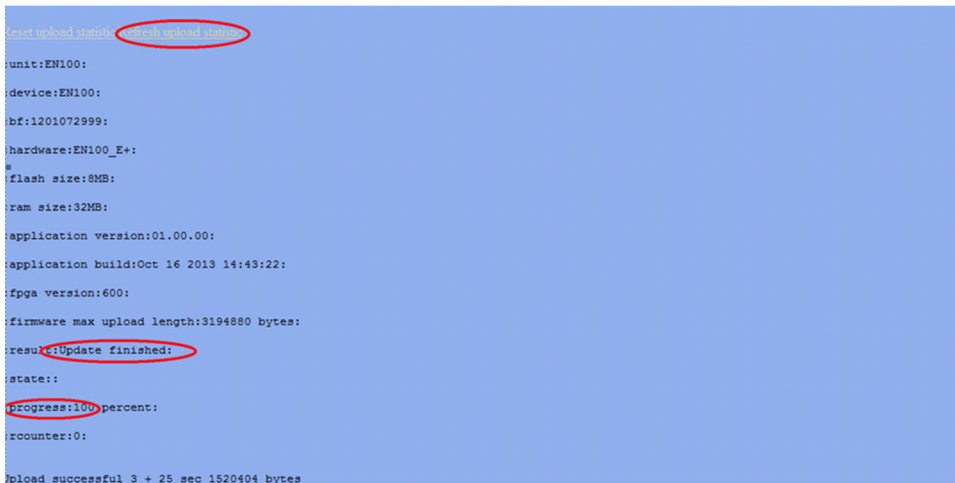 Reset upload statistic Refresh upload statistic
:unit:EN100:
:device:EN100:
:bf:1201072999:
:hardware:EN100_E+:
:flash size:8MB:
:ram size:32MB:
:application version:01.00.00:
:application build:Oct 16 2013 14:43:22:
:fpga version:600:
:firmware max upload length:3194880 bytes:
:result:Update finished:
:state::
:progress:100 percent:
:rcounter:0:
Upload successful 3 + 25 sec 1520404 bytes